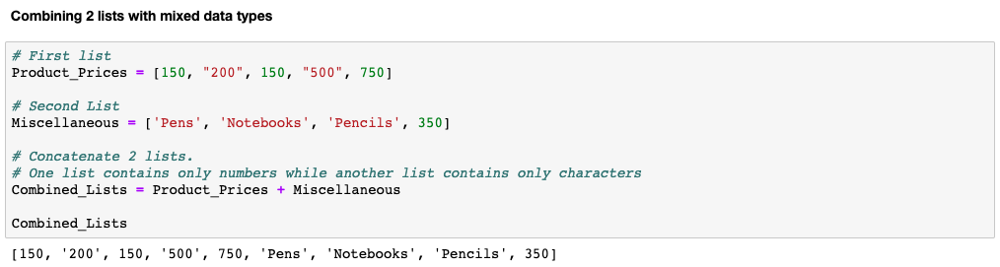 Combining 2 lists with mixed data types
# First list
Product_Prices = [150, "200", 150, "500", 750]
# Second List
Miscellaneous = ['Pens', 'Notebooks', 'Pencils', 350]
# Concatenate 2 lists.
# One list contains only numbers while another list contains only characters
Combined_Lists = Product_Prices + Miscellaneous
Combined_Lists
[150, '200', 150, '500', 750, 'Pens', 'Notebooks', 'Pencils', 350]